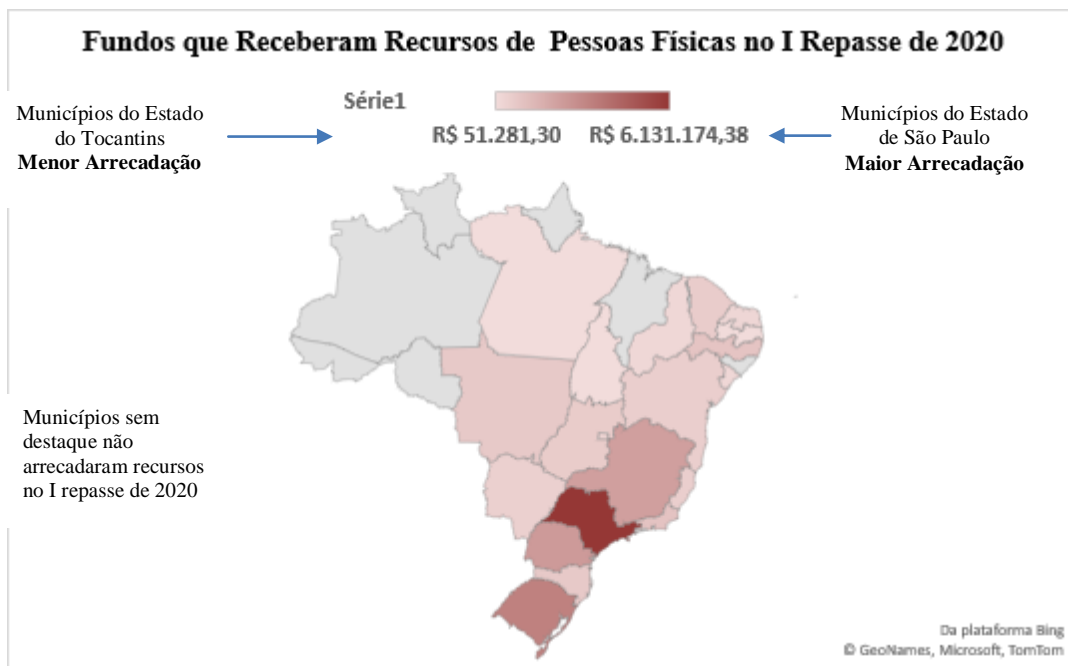 Fundos que Receberam Recursos de Pessoas Físicas no I Repasse de 2020
Municípios do Estado
do Tocantins
Menor Arrecadação
Série1
R$ 51.281,30 R$ 6.131.174,38
Municípios do Estado
de São Paulo
Maior Arrecadação
Municípios sem
destaque não
arrecadaram recursos
no I repasse de 2020
Da plataforma Bing
© GeoNames, Microsoft, TomTom